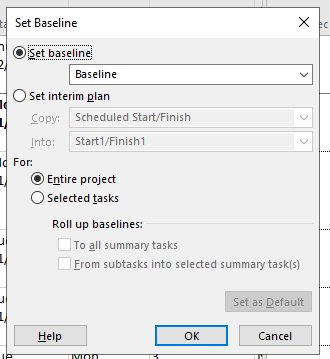 Set Baseline
Set baseline
Baseline
Set interim plan
Copy: Scheduled Start/Finish
Into: Start1/Finish1
For:
Entire project
Selected tasks
Roll up baselines:
To all summary tasks
From subtasks into selected summary task(s)
Set as Default
Help OK Cancel
Mon 3